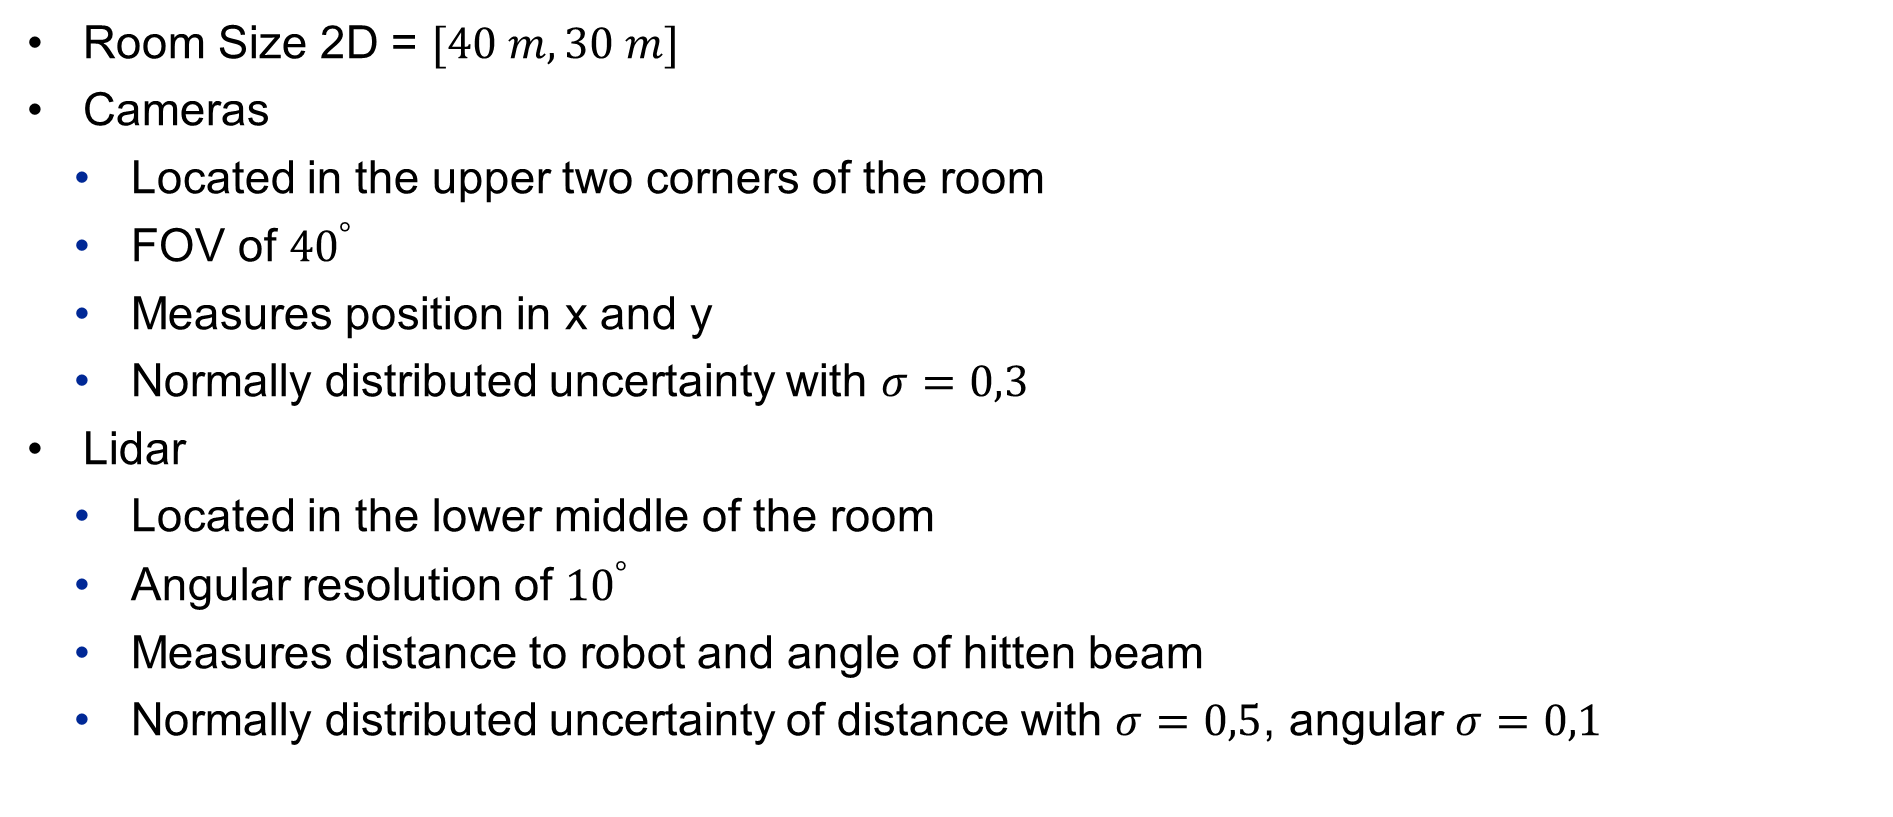 • Room Size 2D = [40 m, 30 m]
• Cameras
• Located in the upper two corners of the room
• FOV of 40°
• Measures position in x and y
• Normally distributed uncertainty with σ = 0,3
• Lidar
• Located in the lower middle of the room
• Angular resolution of 10°
• Measures distance to robot and angle of hitten beam
• Normally distributed uncertainty of distance with σ = 0,5, angular σ = 0,1